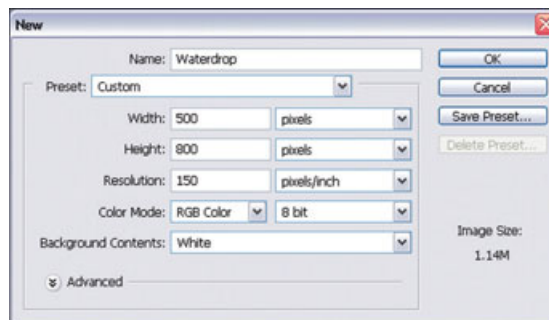 New
Name: Waterdrop
OK
Preset: Custom
Cancel
Width: 500 pixels
Save Preset...
Height: 800 pixels
Delete Preset...
Resolution: 150 pixels/inch
Color Mode: RGB Color 8 bit
Background Contents: White
Image Size:
1.14M
Advanced